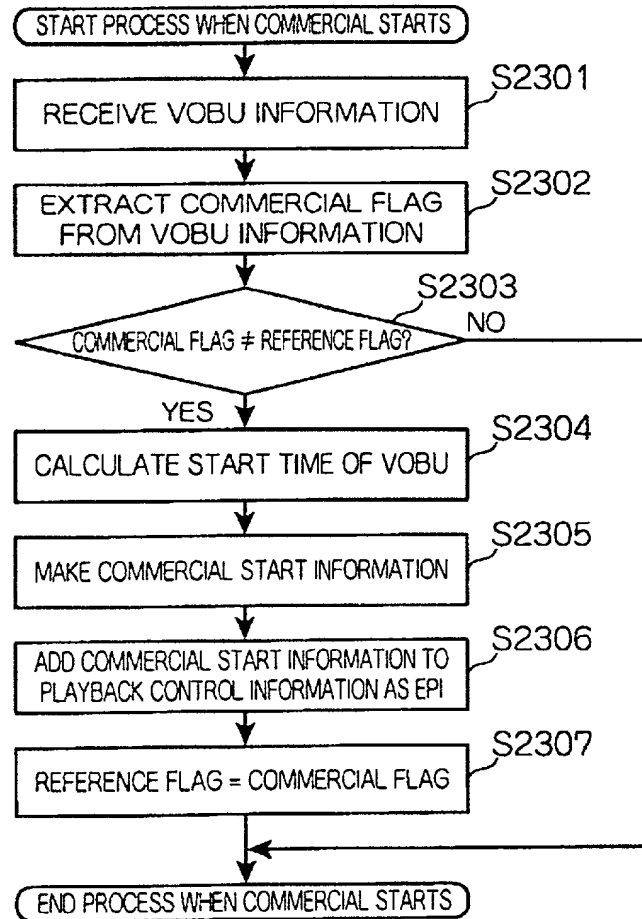 START PROCESS WHEN COMMERCIAL STARTS
S2301
RECEIVE VOBU INFORMATION
S2302
EXTRACT COMMERCIAL FLAG
FROM VOBU INFORMATION
S2303
COMMERCIAL FLAG ≠ REFERENCE FLAG?
NO
YES
S2304
CALCULATE START TIME OF VOBU
S2305
MAKE COMMERCIAL START INFORMATION
S2306
ADD COMMERCIAL START INFORMATION TO
PLAYBACK CONTROL INFORMATION AS EPI
S2307
REFERENCE FLAG = COMMERCIAL FLAG
END PROCESS WHEN COMMERCIAL STARTS